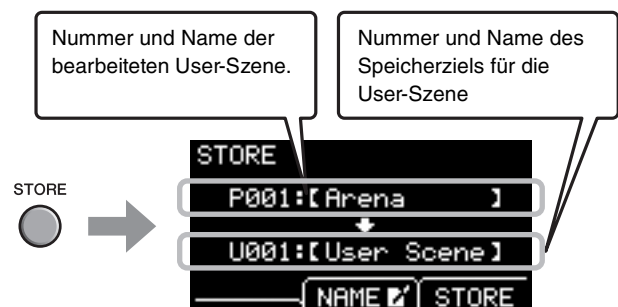 Nummer und Name der
bearbeiteten User-Szene.
Nummer und Name des
Speicherziels für die
User-Szene
STORE
STORE
P001:【Arena 】
U001:【User Scene】
NAME STORE